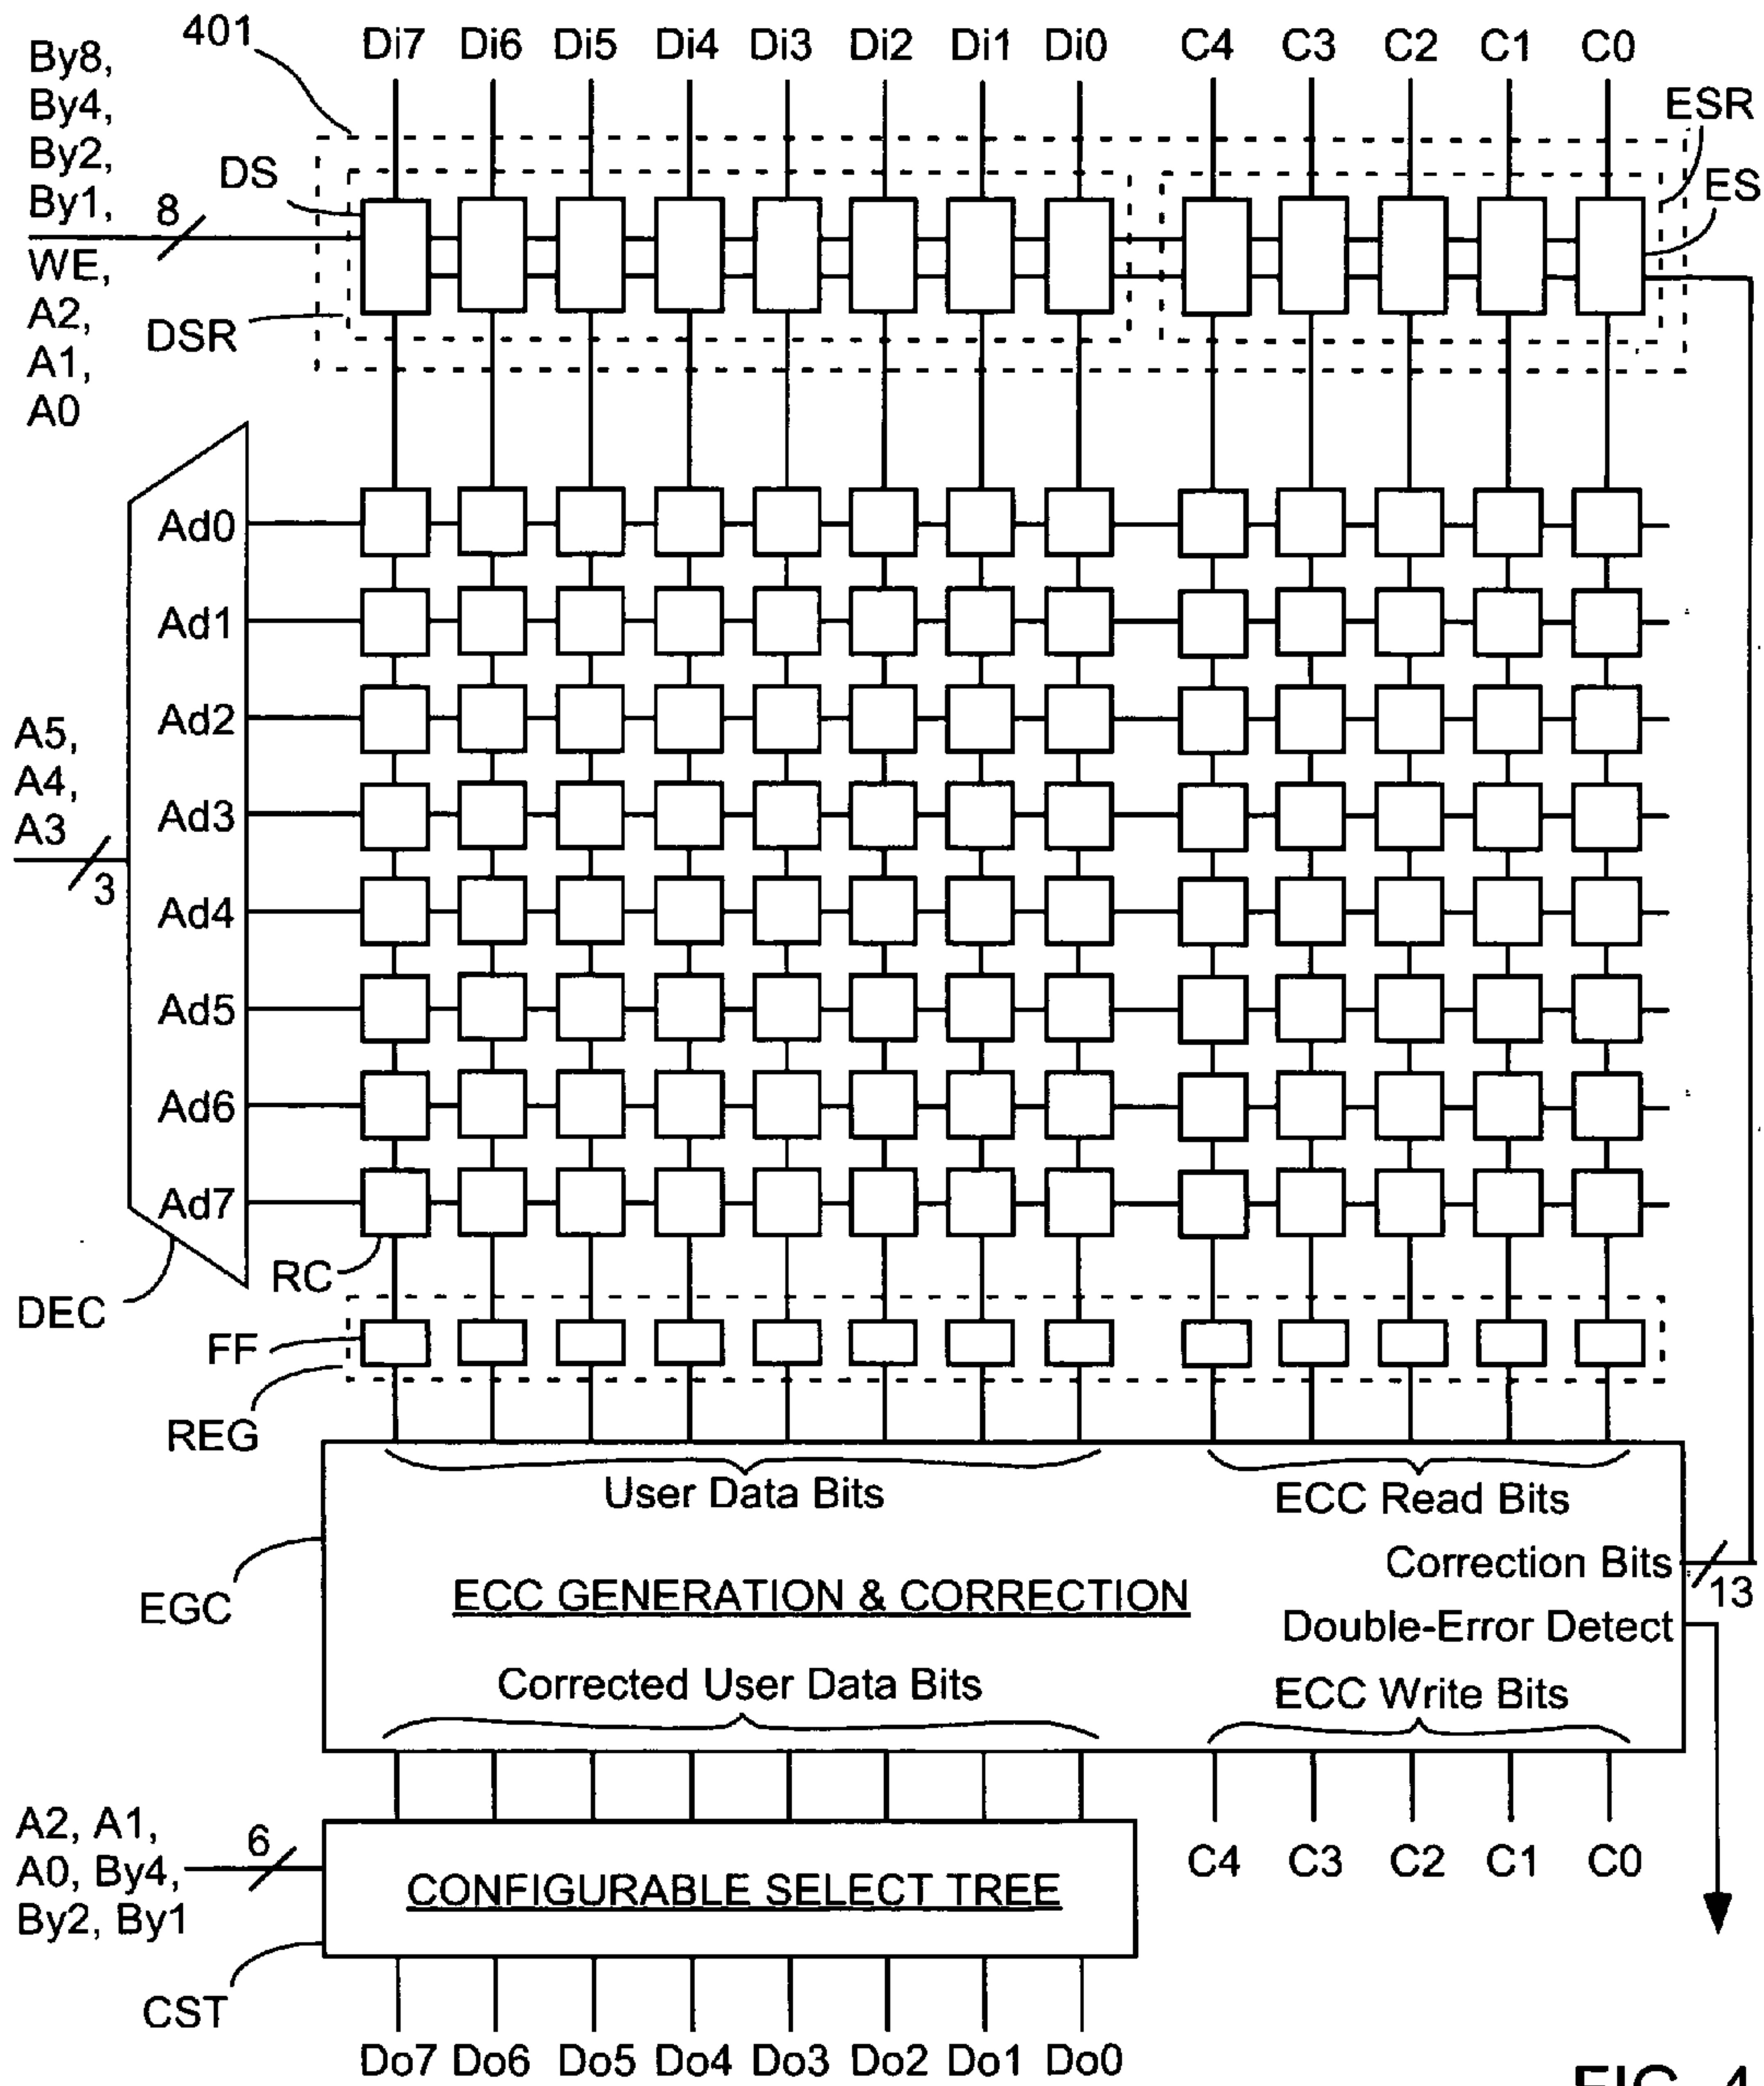 401
Di7 Di6 Di5 Di4 Di3 Di2 Di1 Di0 C4 C3 C2 C1 C0
By8,
By4,
By2,
By1,
8
WE,
A2,
A1,
A0
DS
DSR
ESR
ES
Ad0
Ad1
Ad2
Ad3
Ad4
Ad5
Ad6
Ad7
A5,
A4,
A3
3
DEC
RC
FF
REG
User Data Bits
ECC Read Bits
Correction Bits
13
EGC
ECC GENERATION & CORRECTION
Double-Error Detect
Corrected User Data Bits
ECC Write Bits
A2, A1,
A0, By4,
By2, By1
6
C4 C3 C2 C1 C0
CONFIGURABLE SELECT TREE
CST
Do7 Do6 Do5 Do4 Do3 Do2 Do1 Do0
FIG. 4